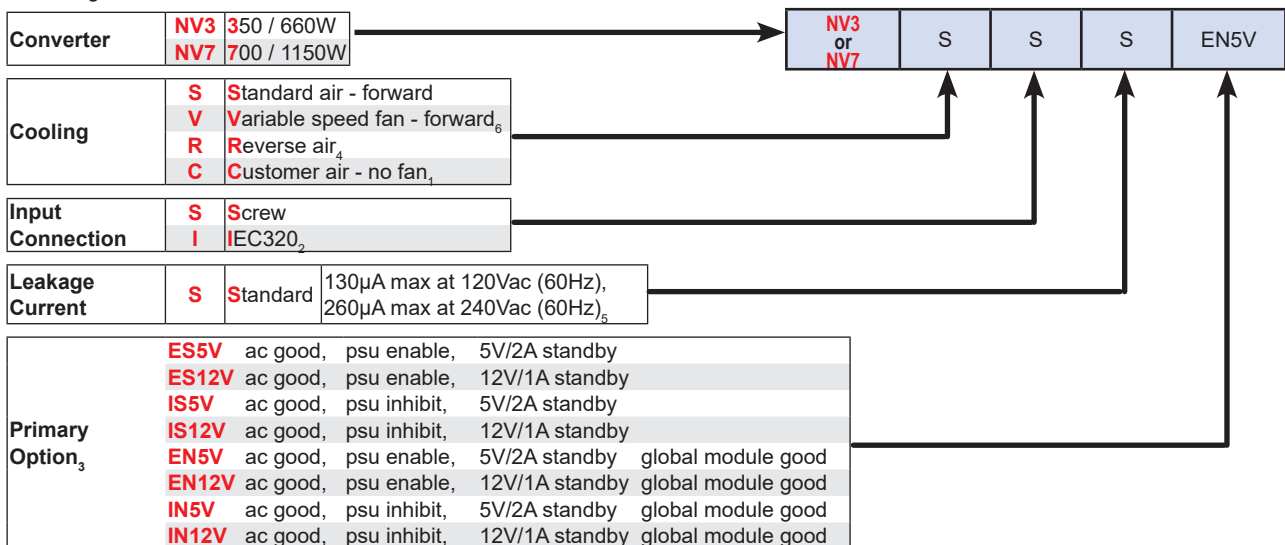 Converter
NV3 350 / 660W
NV7 700 / 1150W
NV3
or
NV7
S
S
S
EN5V
Cooling
S Standard air - forward
V Variable speed fan - forward6
R Reverse air4
C Customer air - no fan1
Input
Connection
S Screw
I IEC3202
Leakage
Current
S Standard
130µA max at 120Vac (60Hz),
260µA max at 240Vac (60Hz)5
Primary
Option3
ES5V ac good, psu enable, 5V/2A standby
ES12V ac good, psu enable, 12V/1A standby
IS5V ac good, psu inhibit, 5V/2A standby
IS12V ac good, psu inhibit, 12V/1A standby
EN5V ac good, psu enable, 5V/2A standby global module good
EN12V ac good, psu enable, 12V/1A standby global module good
IN5V ac good, psu inhibit, 5V/2A standby global module good
IN12V ac good, psu inhibit, 12V/1A standby global module good